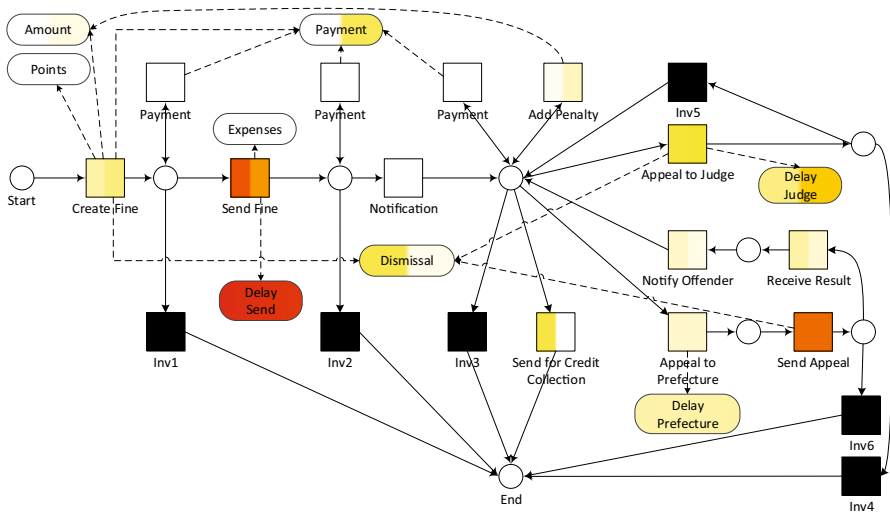 Amount
Payment
Points
Payment
Payment
Payment
Add Penalty
Inv5
Expenses
Start
Create Fine
Send Fine
Notification
Appeal to Judge
Delay
Judge
Dismissal
Notify Offender
Receive Result
Delay
Send
Inv1
Inv2
Inv3
Send for Credit
Collection
Appeal to
Prefecture
Send Appeal
Delay
Prefecture
Inv6
End
Inv4